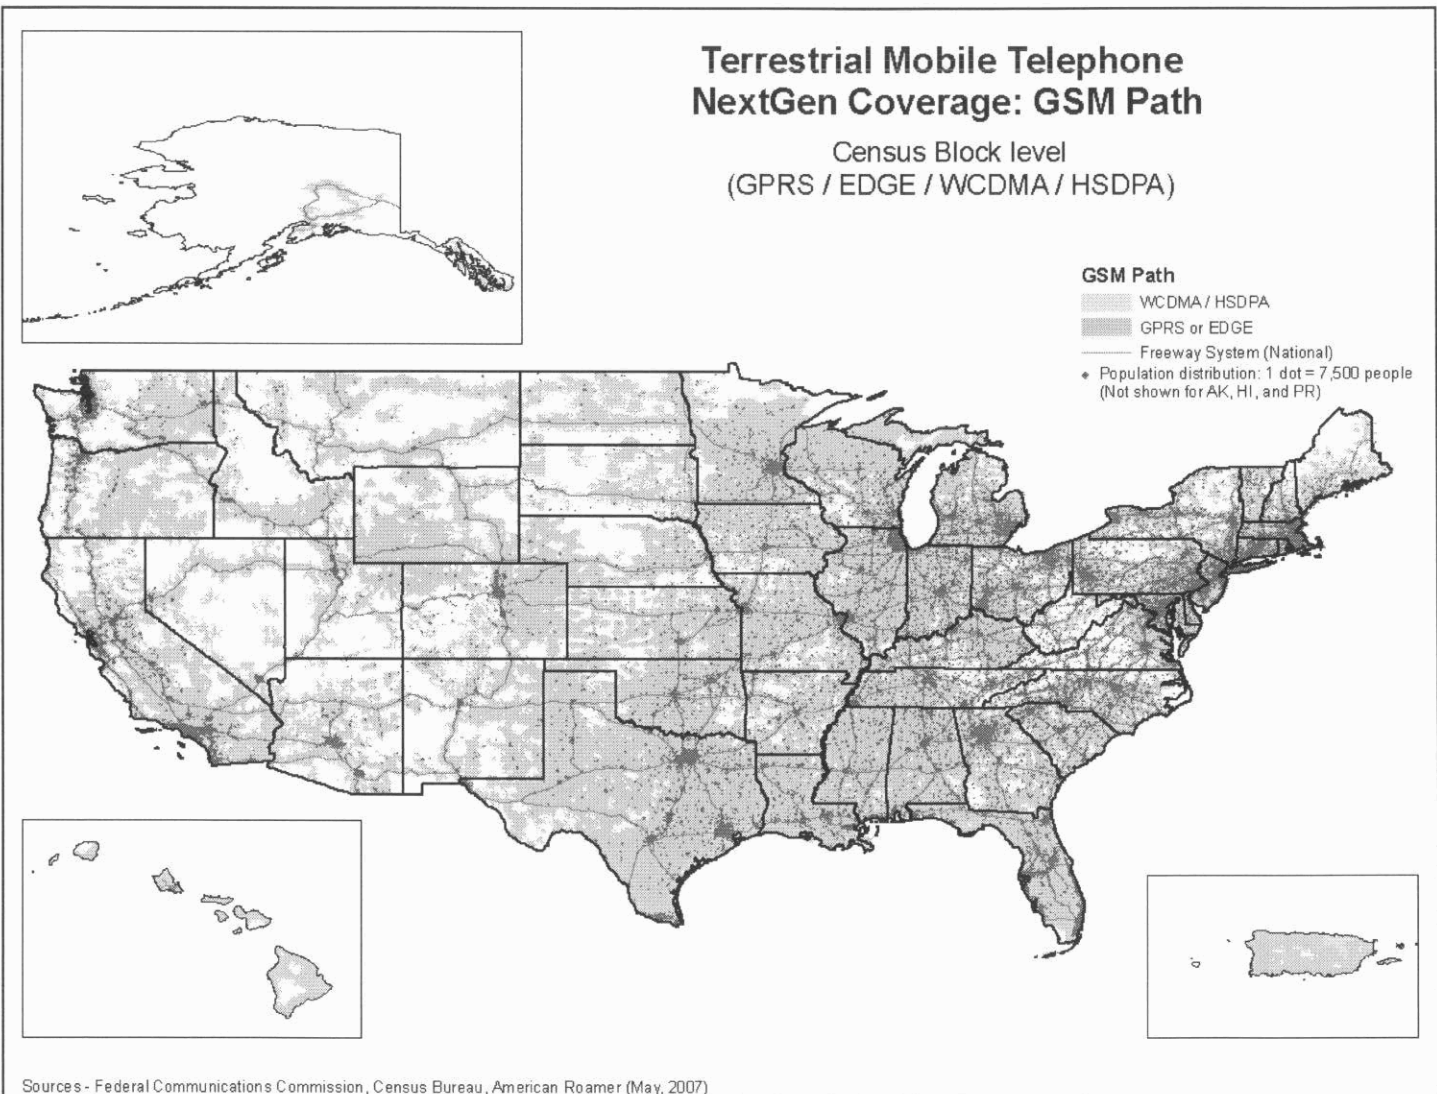 Terrestrial Mobile Telephone
NextGen Coverage: GSM Path
Census Block level
(GPRS / EDGE / WCDMA / HSDPA)
GSM Path
WCDMA / HSDPA
GPRS or EDGE
Freeway System (National)
Population distribution: 1 dot = 7,500 people
(Not shown for AK, HI, and PR)
Sources - Federal Communications Commission, Census Bureau, American Roamer (May, 2007)